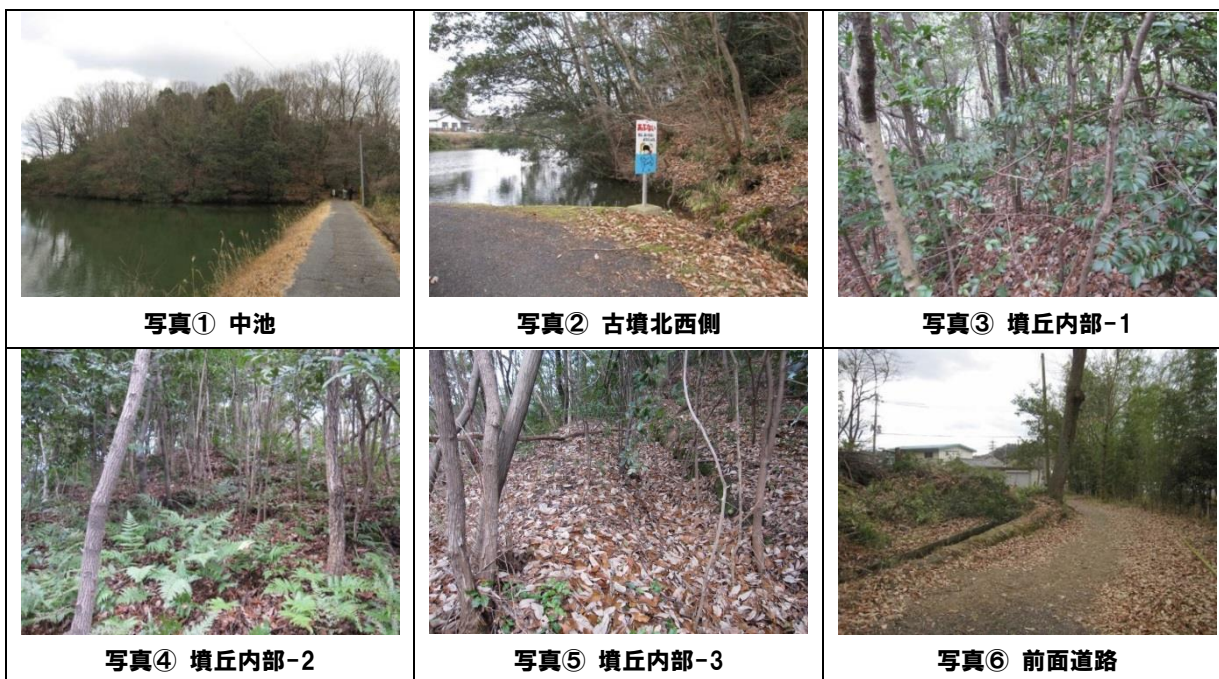 写真① 中池
写真② 古墳北西側
写真③ 墳丘内部-1
写真④ 墳丘内部-2
写真⑤ 墳丘内部-3
写真⑥ 前面道路